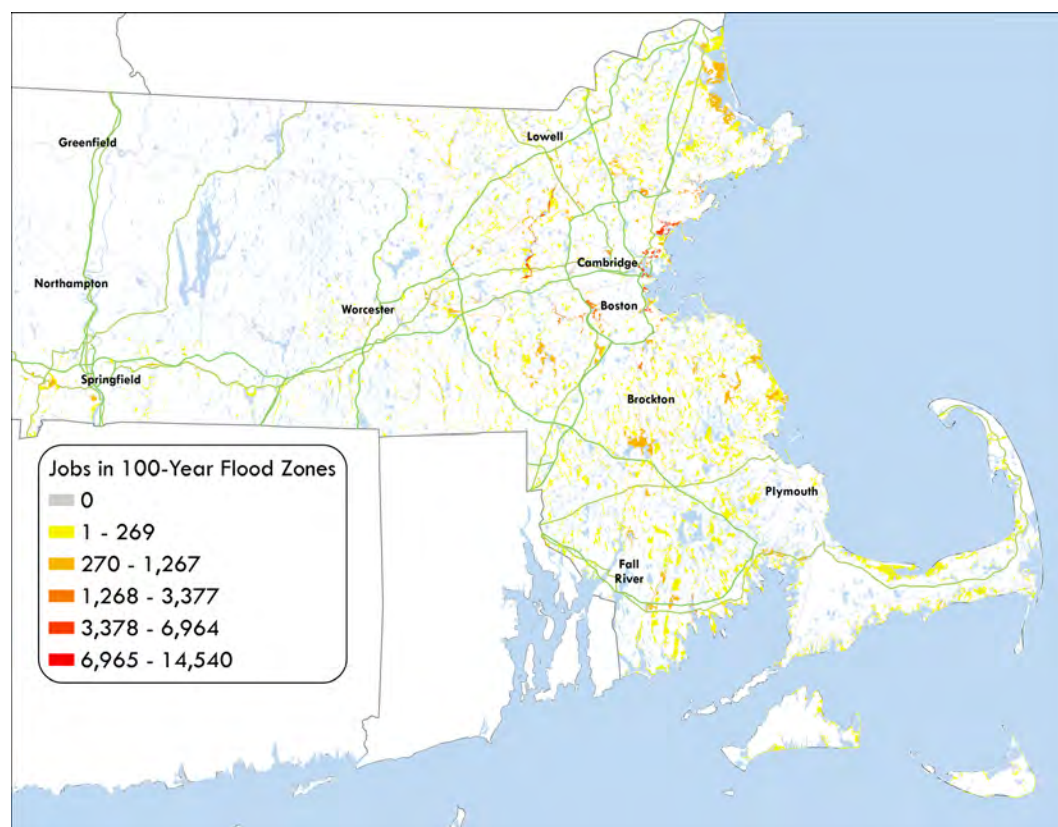 Greenfield
Lowell
Northampton
Cambridge
Worcester
Boston
Springfield
Brockton
Jobs in 100-Year Flood Zones
0
1 - 269
270 - 1,267
1,268 - 3,377
3,378 - 6,964
6,965 - 14,540
Plymouth
Fall
River